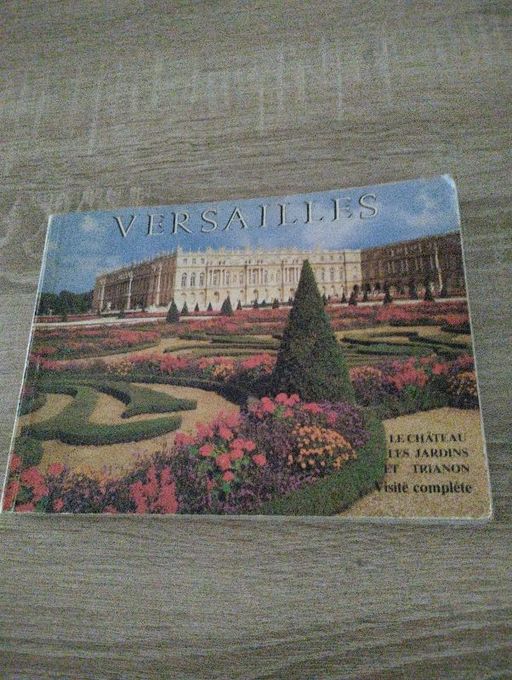 VERSAILLES
LE CHÂTEAU
LES JARDINS
ET TRIANON
Visite complète